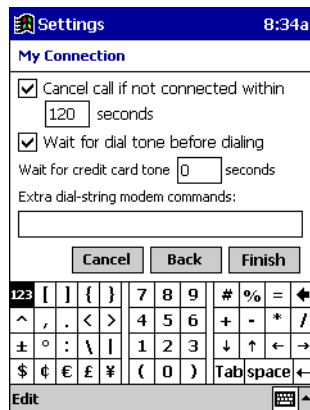 Settings 8:34a
My Connection
Cancel call if not connected within
120 seconds
Wait for dial tone before dialing
Wait for credit card tone 0 seconds
Extra dial-string modem commands:
Cancel Back Finish
123 [ ] { } 7 8 9 # % = ←
^ , . < > 4 5 6 + - * /
± ° : \ | 1 2 3 ↓ ↑ ← →
$ ¢ € £ ¥ ( 0 ) Tab space ←
Edit